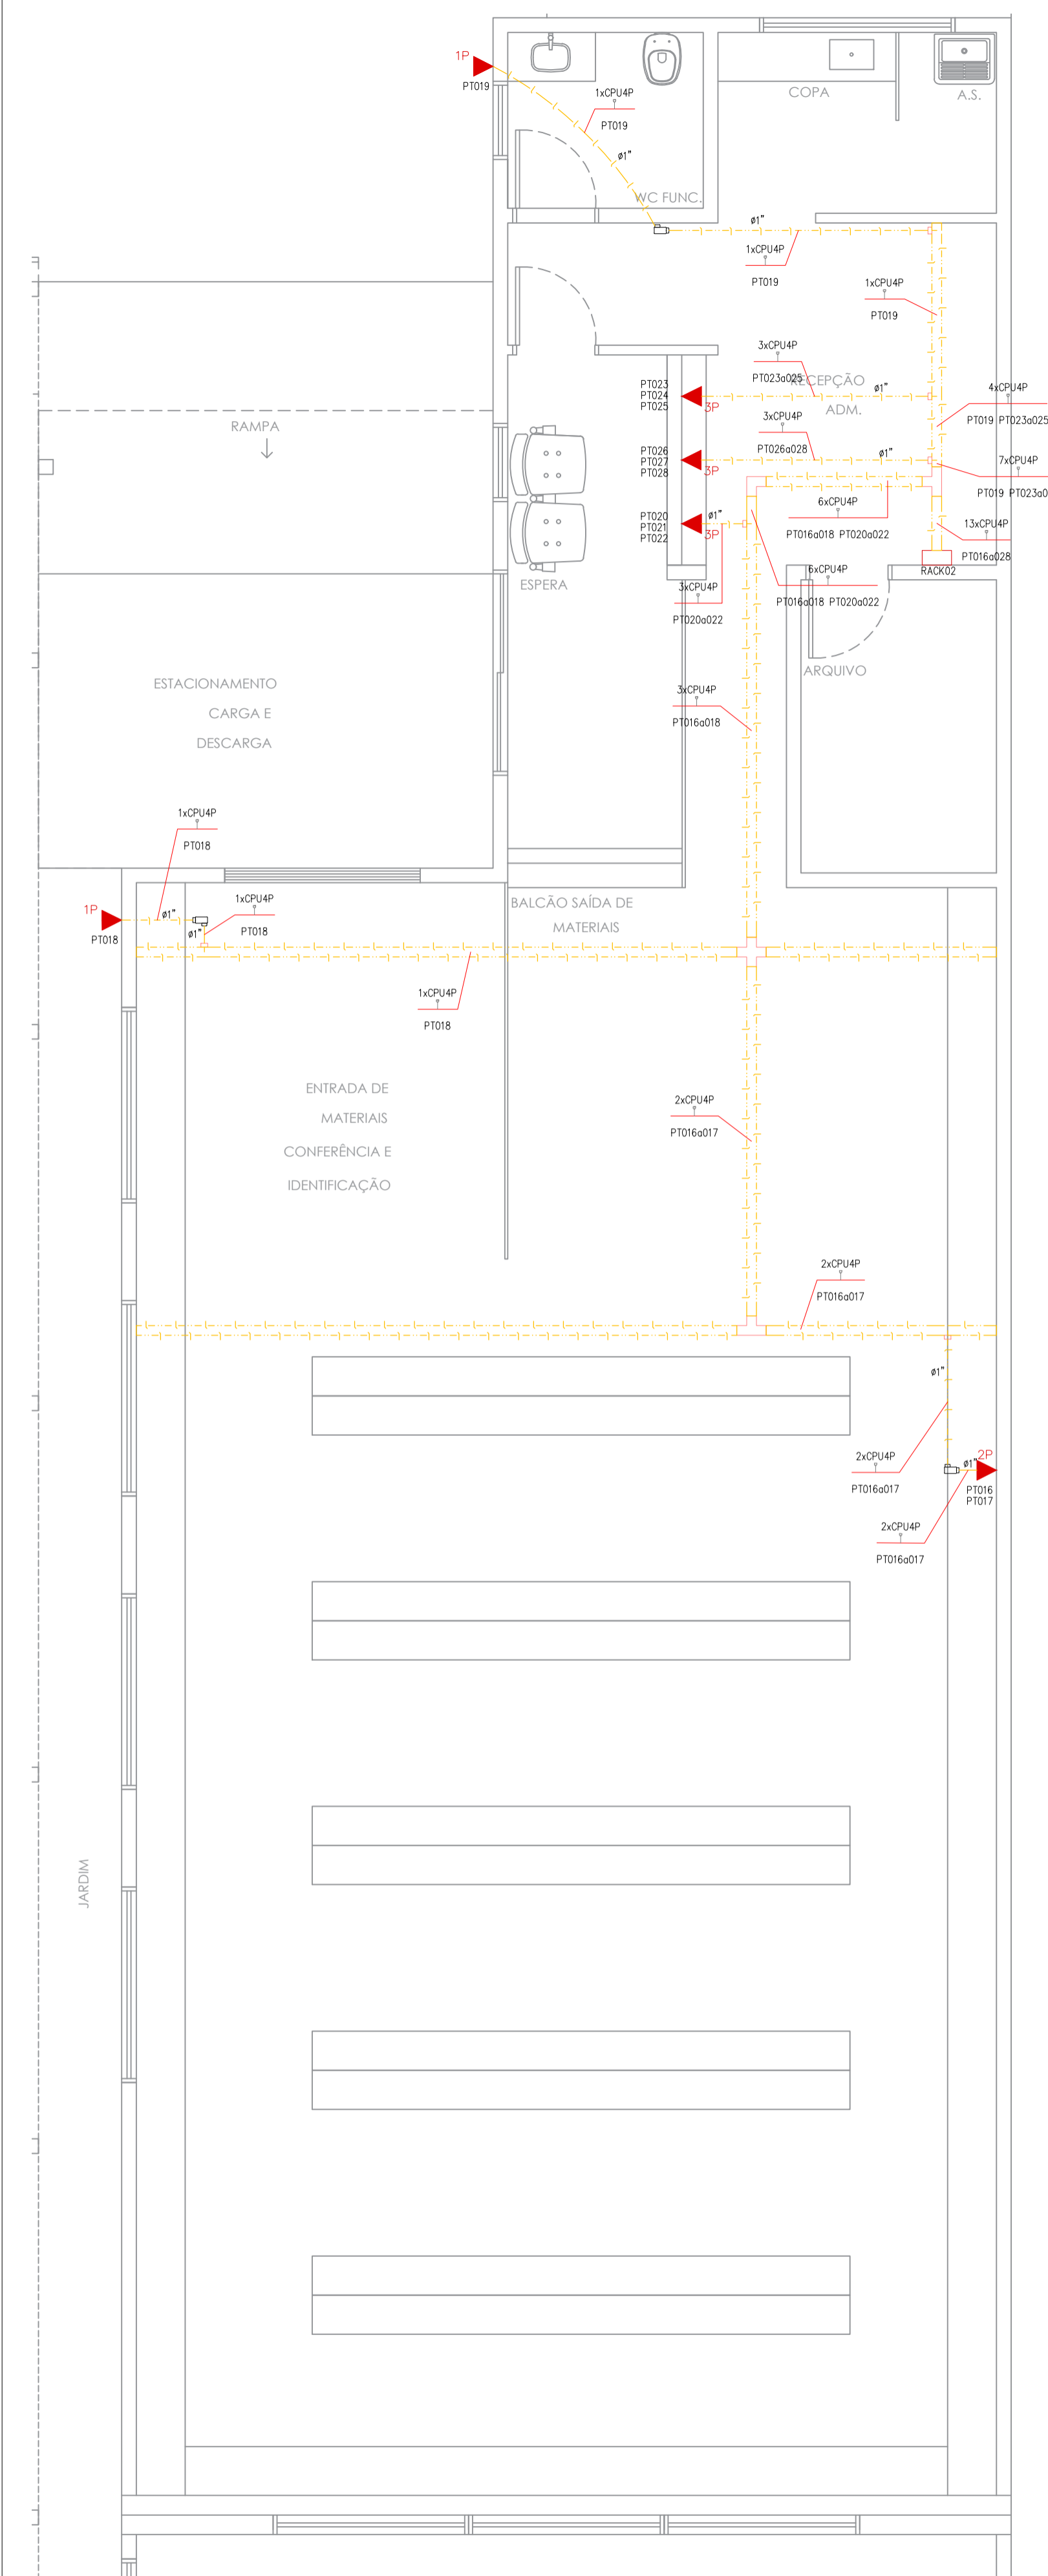 1P
PT019
1xCPU4P
PT019
ø1"
COPA
A.S.
WC FUNC.
ø1"
1xCPU4P
PT019
1xCPU4P
PT019
3xCPU4P
PT023a025
RECEPÇÃO
ADM.
ø1"
PT023
PT024
PT025
3P
4xCPU4P
PT019 PT023a025
RAMPA
3xCPU4P
PT026a028
ø1"
PT026
PT027
PT028
3P
7xCPU4P
PT019 PT023a0
6xCPU4P
PT016a018 PT020a022
PT020
PT021
PT022
ø1"
3P
13xCPU4P
PT016a028
RACK02
ESPERA
3xCPU4P
PT020a022
6xCPU4P
PT016a018 PT020a022
ARQUIVO
ESTACIONAMENTO
CARGA E
DESCARGA
3xCPU4P
PT016a018
1xCPU4P
PT018
1P
PT018
ø1"
1xCPU4P
PT018
ø1"
BALCÃO SAÍDA DE
MATERIAIS
1xCPU4P
PT018
ENTRADA DE
MATERIAIS
CONFERÊNCIA E
IDENTIFICAÇÃO
2xCPU4P
PT016a017
2xCPU4P
PT016a017
ø1"
2xCPU4P
PT016a017
2P
ø1"
PT016
PT017
2xCPU4P
PT016a017
JARDIM